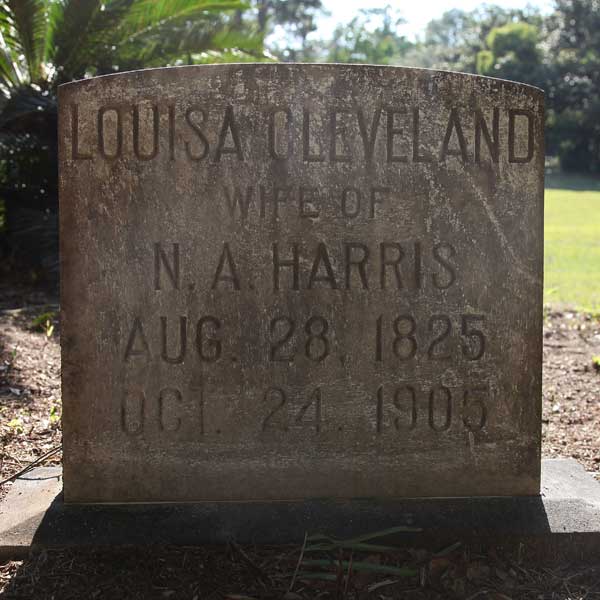 LOUISA CLEVELAND
WIFE OF
N. A. HARRIS
AUG. 28, 1825
OCT. 24, 1905